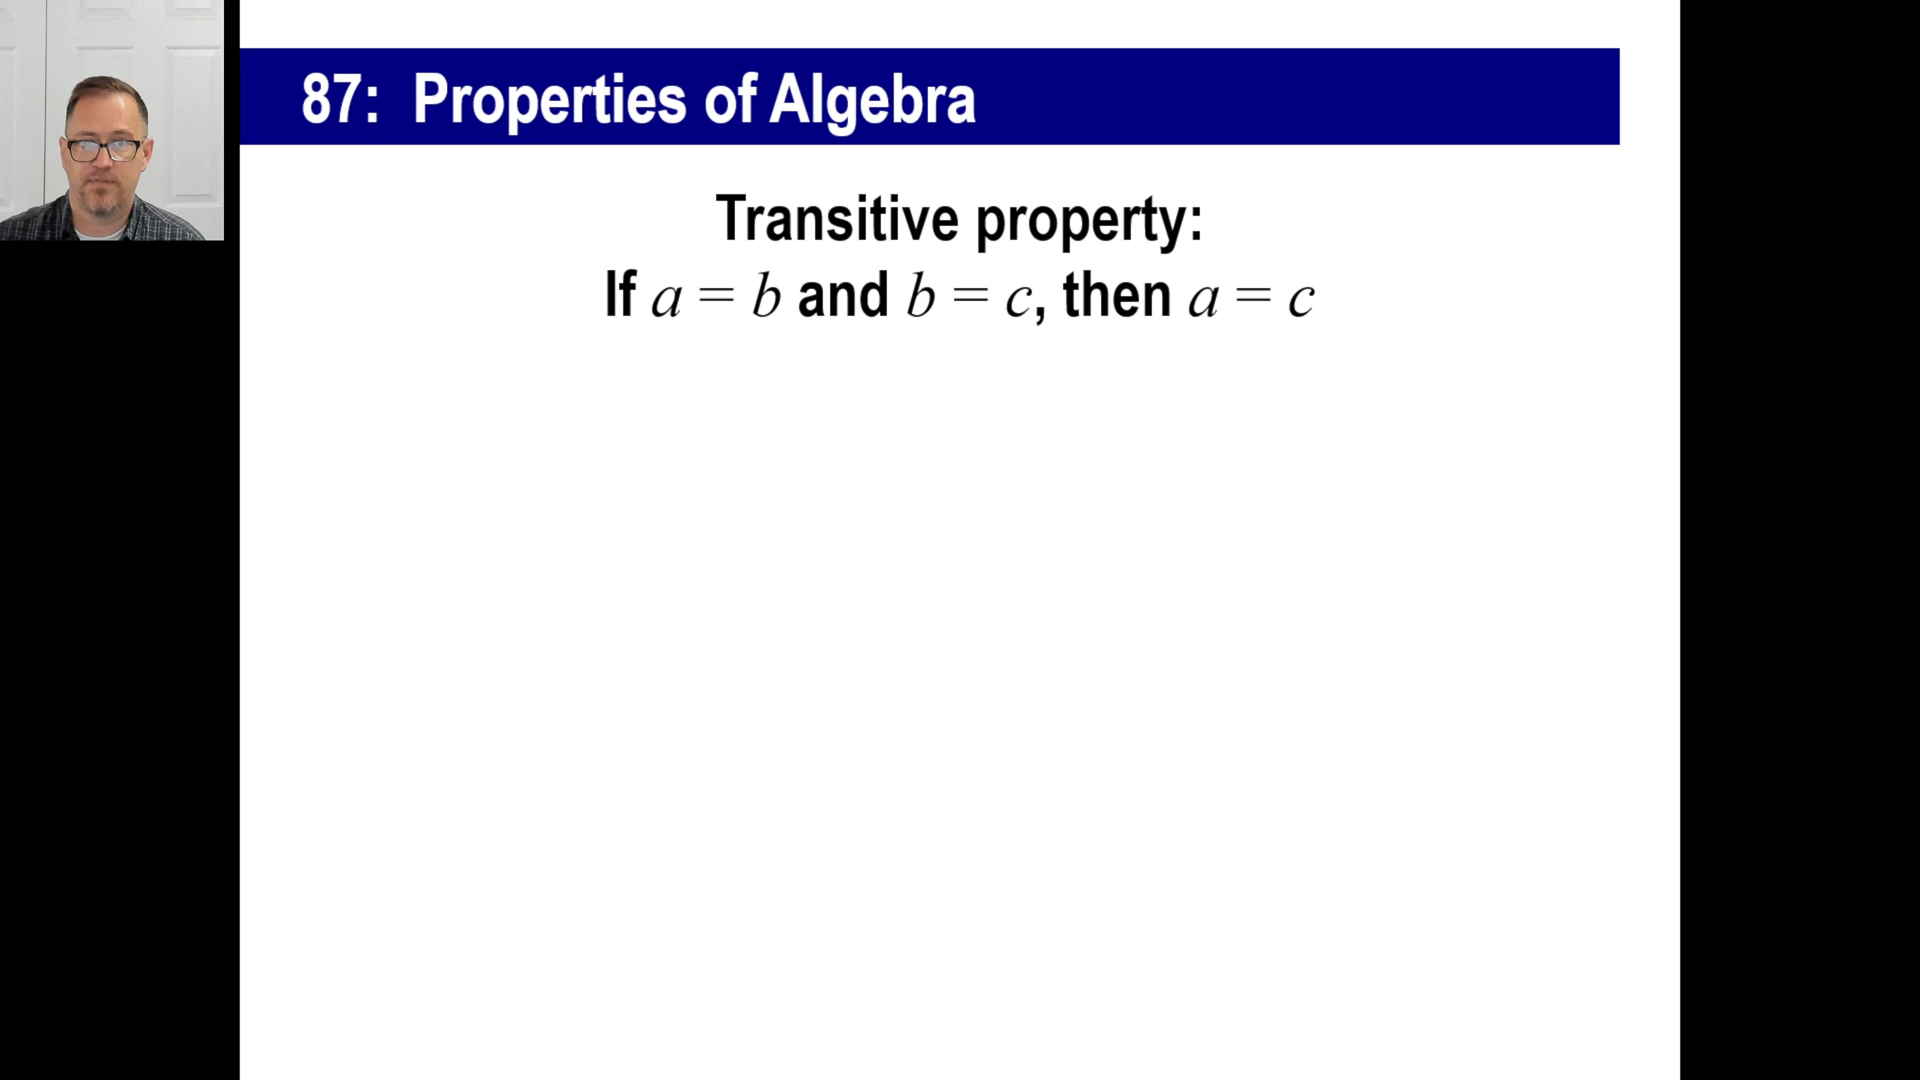 87: Properties of Algebra
Transitive property:
If a = b and b = c, then a = c